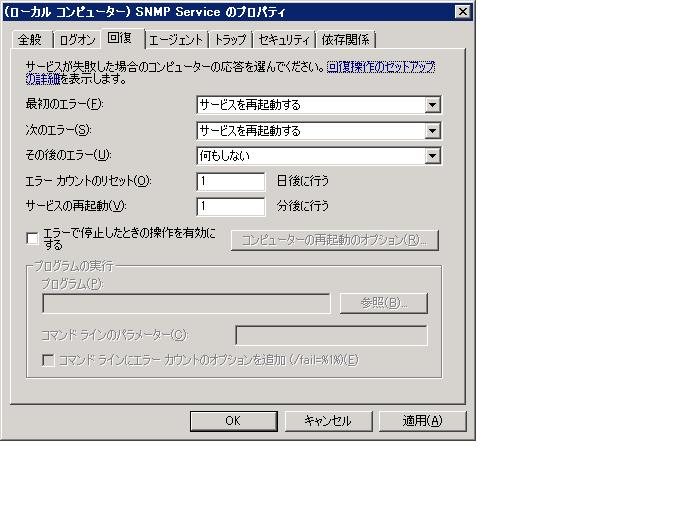 (ローカル コンピューター) SNMP Service のプロパティ
全般 ログオン 回復 エージェント トラップ セキュリティ 依存関係
サービスが失敗した場合のコンピューターの応答を選んでください。回復操作のセットアップ
の詳細を表示します。
最初のエラー(F): サービスを再起動する
次のエラー(S): サービスを再起動する
その後のエラー(U): 何もしない
エラー カウントのリセット(O): 1 日後に行う
サービスの再起動(V): 1 分後に行う
エラーで停止したときの操作を有効に
する
コンピューターの再起動のオプション(R)...
プログラムの実行
プログラム(P):
参照(B)...
コマンド ラインのパラメーター(C):
コマンド ラインにエラー カウントのオプションを追加 (/fail=%1%)(E)
OK キャンセル 適用(A)